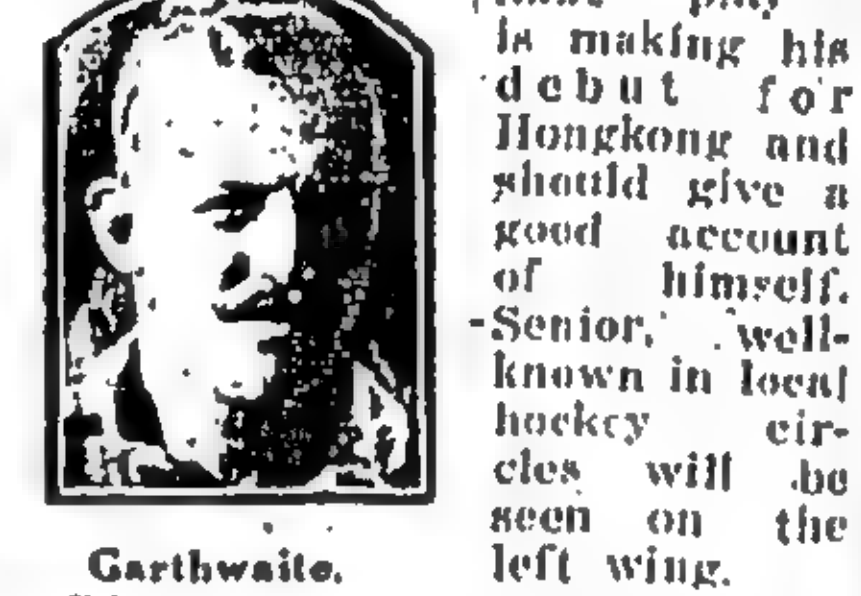 is making his
debut for
Hongkong and
should give a
good account
of himself.
Senior, well-
known in local
hockey cir-
cles will be
seen on the
left wing.
Garthwaite.